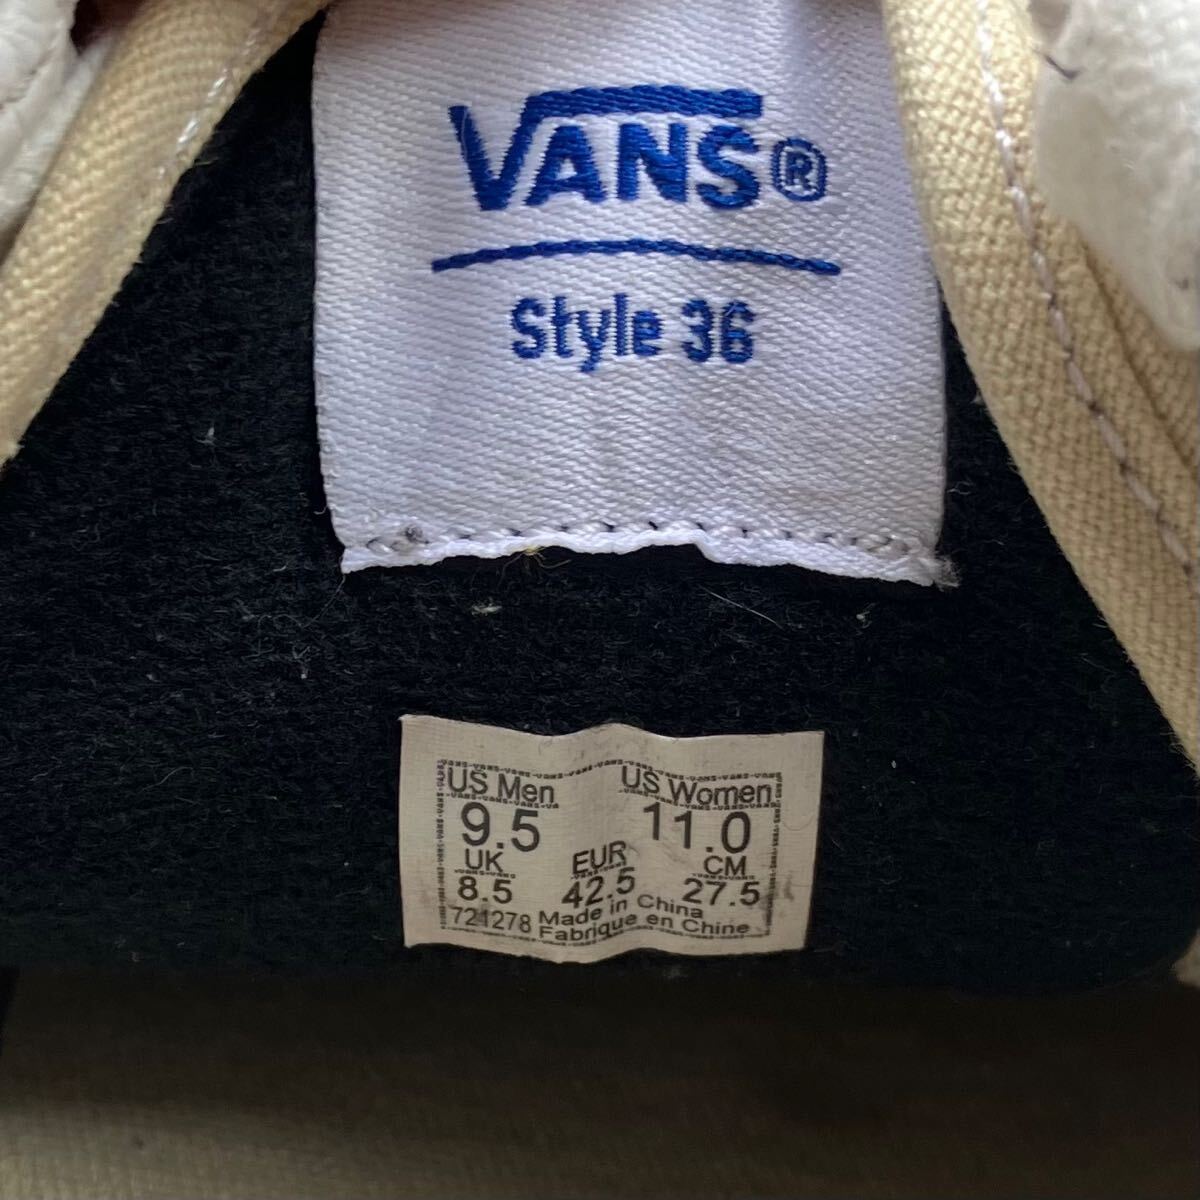 VANS®
Style 36
US Men US Women
9.5 11.0
UK EUR CM
8.5 42.5 27.5
721278 Made in China
Fabrique en Chine